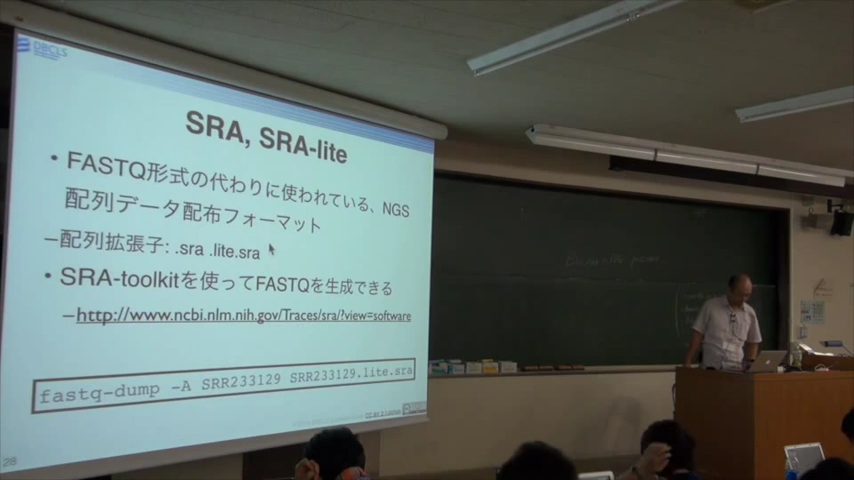 DBCLS
SRA, SRA-lite
• FASTQ形式の代わりに使われている、NGS
配列データ配布フォーマット
–配列拡張子: .sra .lite.sra
• SRA-toolkitを使ってFASTQを生成できる
–http://www.ncbi.nlm.nih.gov/Traces/sra/?view=software
fastq-dump -A SRR233129 SRR233129.lite.sra
28